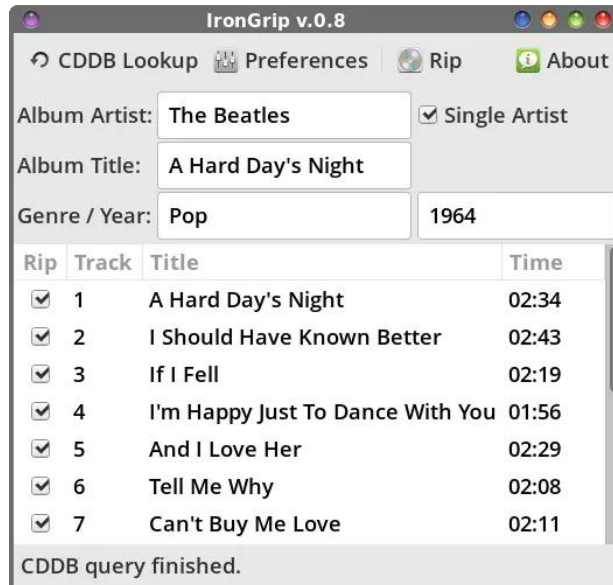 IronGrip v.0.8
CDDB Lookup Preferences Rip About
Album Artist: The Beatles Single Artist
Album Title: A Hard Day's Night
Genre / Year: Pop 1964
Rip Track Title Time
1 A Hard Day's Night 02:34
2 I Should Have Known Better 02:43
3 If I Fell 02:19
4 I'm Happy Just To Dance With You 01:56
5 And I Love Her 02:29
6 Tell Me Why 02:08
7 Can't Buy Me Love 02:11
CDDB query finished.